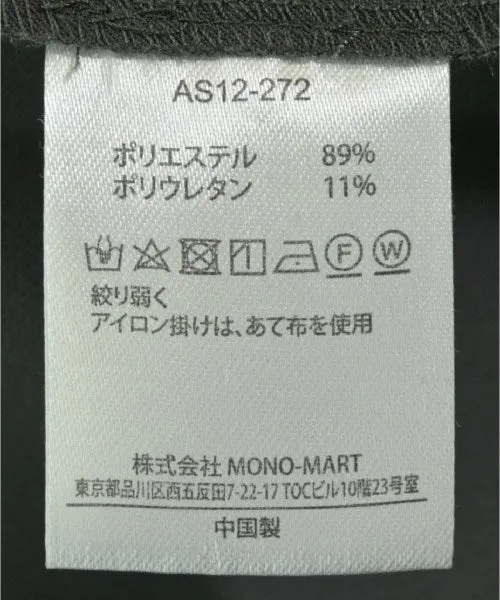 AS12-272
ポリエステル 89%
ポリウレタン 11%
F W
絞り弱く
アイロン掛けは、あて布を使用
株式会社 MONO-MART
東京都品川区西五反田7-22-17 TOCビル10階23号室
中国製